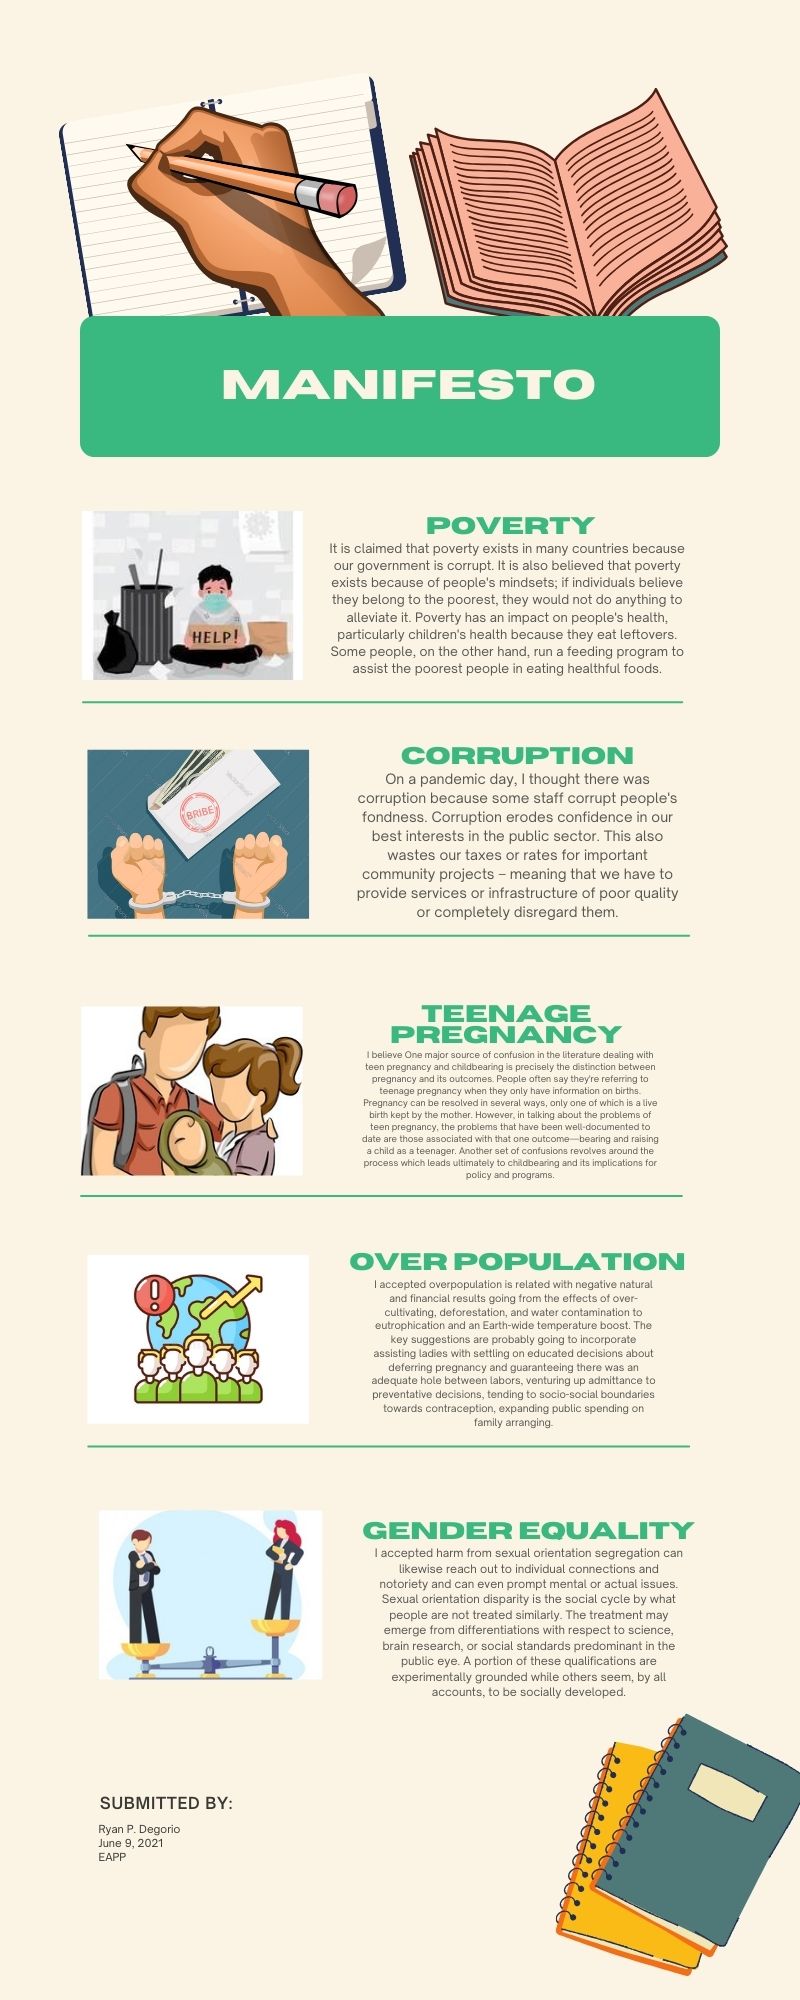 MANIFESTO
POVERTY
It is claimed that poverty exists in many countries because
our government is corrupt. It is also believed that poverty
exists because of people's mindsets; if individuals believe
they belong to the poorest, they would not do anything to
alleviate it. Poverty has an impact on people's health,
particularly children's health because they eat leftovers.
Some people, on the other hand, run a feeding program to
assist the poorest people in eating healthful foods.
HELP!
CORRUPTION
On a pandemic day, I thought there was
corruption because some staff corrupt people's
fondness. Corruption erodes confidence in our
best interests in the public sector. This also
wastes our taxes or rates for important
community projects – meaning that we have to
provide services or infrastructure of poor quality
or completely disregard them.
BRIBE
TEENAGE
PREGNANCY
I believe One major source of confusion in the literature dealing with
teen pregnancy and childbearing is precisely the distinction between
pregnancy and its outcomes. People often say they're referring to
teenage pregnancy when they only have information on births.
Pregnancy can be resolved in several ways, only one of which is a live
birth kept by the mother. However, in talking about the problems of
teen pregnancy, the problems that have been well-documented to
date are those associated with that one outcome—bearing and raising
a child as a teenager. Another set of confusions revolves around the
process which leads ultimately to childbearing and its implications for
policy and programs.
OVER POPULATION
I accepted overpopulation is related with negative natural
and financial results going from the effects of over-
cultivating, deforestation, and water contamination to
eutrophication and an Earth-wide temperature boost. The
key suggestions are probably going to incorporate
assisting ladies with settling on educated decisions about
deferring pregnancy and guaranteeing there was an
adequate hole between labors, venturing up admittance to
preventative decisions, tending to socio-social boundaries
towards contraception, expanding public spending on
family arranging.
GENDER EQUALITY
I accepted harm from sexual orientation segregation can
likewise reach out to individual connections and
notoriety and can even prompt mental or actual issues.
Sexual orientation disparity is the social cycle by what
people are not treated similarly. The treatment may
emerge from differentiations with respect to science,
brain research, or social standards predominant in the
public eye. A portion of these qualifications are
experimentally grounded while others seem, by all
accounts, to be socially developed.
SUBMITTED BY:
Ryan P. Degorio
June 9, 2021
EAPP